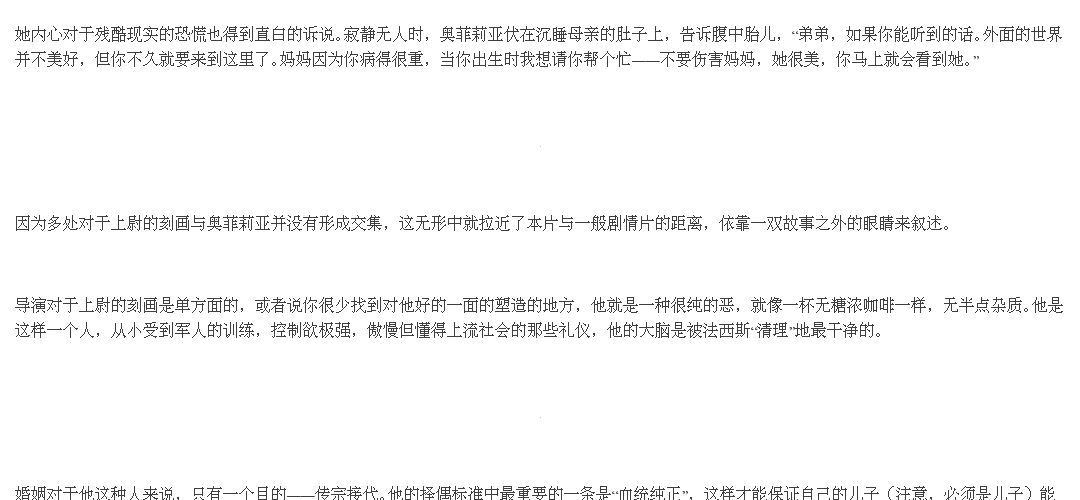 她内心对于残酷现实的恐慌也得到直白的诉说。寂静无人时，奥菲莉亚伏在沉睡母亲的肚子上，告诉腹中胎儿，“弟弟，如果你能听到的话。外面的世界
并不美好，但你不久就要来到这里了。妈妈因为你病得很重，当你出生时我想请你帮个忙——不要伤害妈妈，她很美，你马上就会看到她。”
因为多处对于上尉的刻画与奥菲莉亚并没有形成交集，这无形中就拉近了本片与一般剧情片的距离，依靠一双故事之外的眼睛来叙述。
导演对于上尉的刻画是单方面的，或者说你很少找到对他好的一面的塑造的地方，他就是一种很纯的恶，就像一杯无糖浓咖啡一样，无半点杂质。他是
这样一个人，从小受到军人的训练，控制欲极强，傲慢但懂得上流社会的那些礼仪，他的大脑是被法西斯“清理”地最干净的。
婚姻对于他这种人来说，只有一个目的——传宗接代。他的择偶标准中最重要的一条是“血统纯正”，这样才能保证自己的儿子（注意，必须是儿子）能